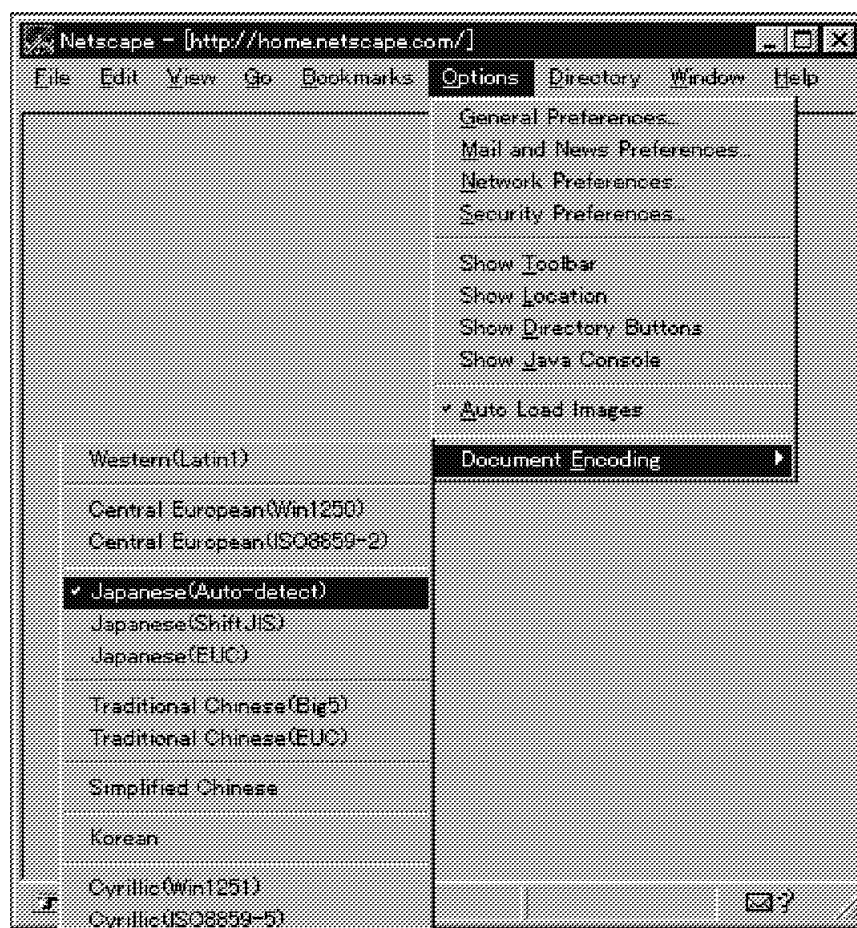 Netscape - [http://home.netscape.com/]
File Edit View Go Bookmarks Options Directory Window Help
General Preferences...
Mail and News Preferences...
Network Preferences...
Security Preferences...
Show Toolbar
Show Location
Show Directory Buttons
Show Java Console
✓ Auto Load Images
Document Encoding
Western(Latin1)
Central European(Win1250)
Central European(ISO8859-2)
✓ Japanese(Auto-detect)
Japanese(ShiftJIS)
Japanese(EUC)
Traditional Chinese(Big5)
Traditional Chinese(EUC)
Simplified Chinese
Korean
Cyrillic(Win1251)
Cyrillic(ISO8859-5)